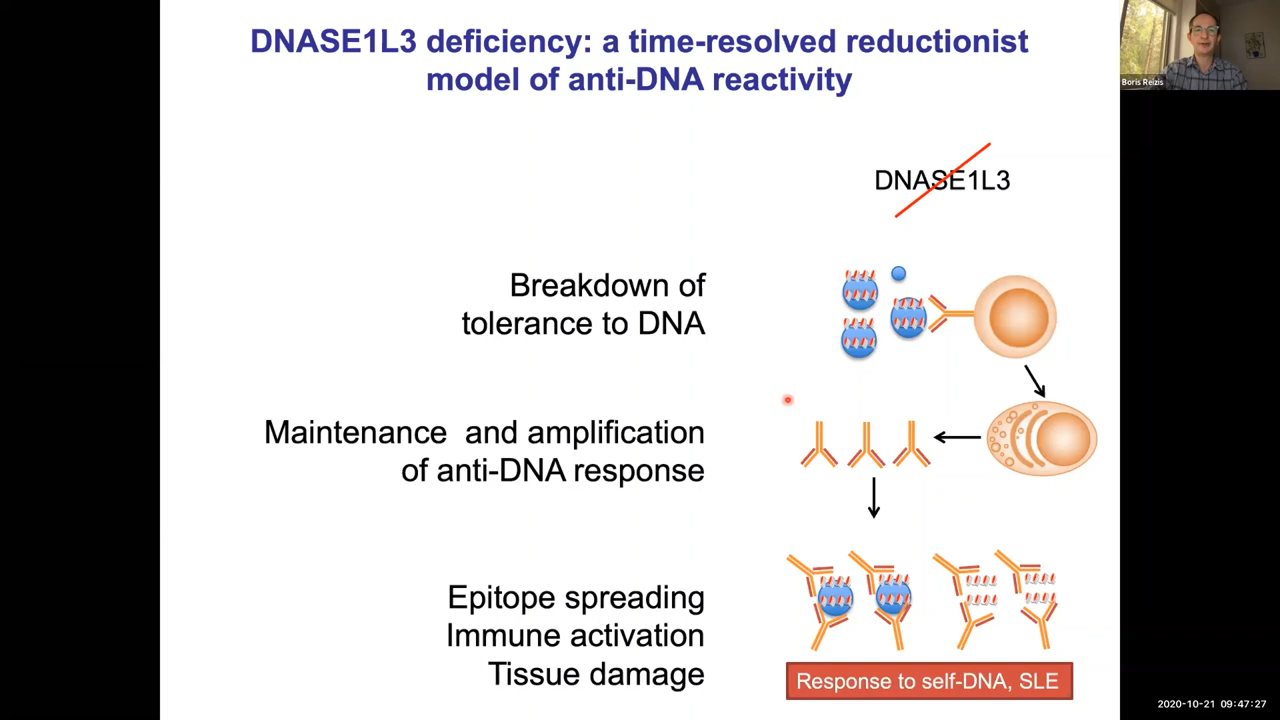 DNASE1L3 deficiency: a time-resolved reductionist
model of anti-DNA reactivity
Boris Reizis
DNASE1L3
Breakdown of
tolerance to DNA
Maintenance and amplification
of anti-DNA response
Epitope spreading
Immune activation
Tissue damage
Response to self-DNA, SLE
2020-10-21 09:47:27